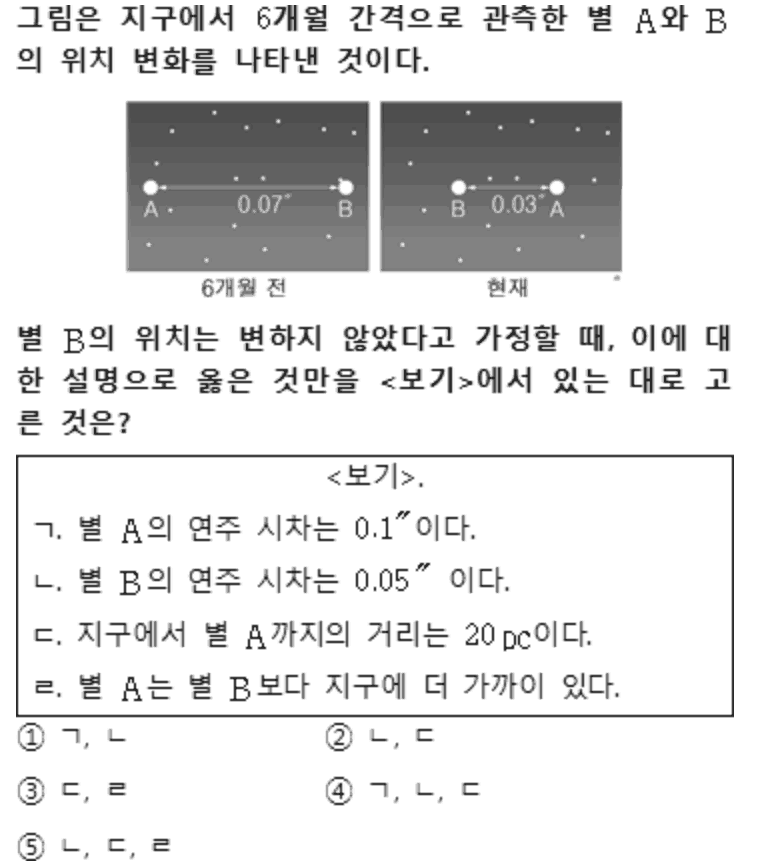 그림은 지구에서 6개월 간격으로 관측한 별 A와 B
의 위치 변화를 나타낸 것이다.
A 0.07″ B
B 0.03″ A
6개월 전 현재
별 B의 위치는 변하지 않았다고 가정할 때, 이에 대
한 설명으로 옳은 것만을 <보기>에서 있는 대로 고
른 것은?
<보기>.
ㄱ. 별 A의 연주 시차는 0.1″이다.
ㄴ. 별 B의 연주 시차는 0.05″ 이다.
ㄷ. 지구에서 별 A까지의 거리는 20pc이다.
ㄹ. 별 A는 별 B보다 지구에 더 가까이 있다.
① ㄱ, ㄴ ② ㄴ, ㄷ
③ ㄷ, ㄹ ④ ㄱ, ㄴ, ㄷ
⑤ ㄴ, ㄷ, ㄹ